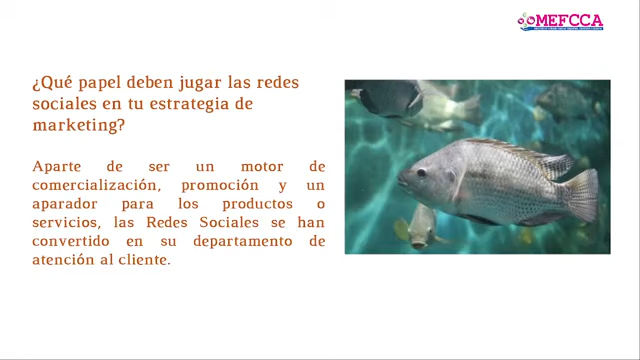 MEFCCA
¿Qué papel deben jugar las redes
sociales en tu estrategia de
marketing?
Aparte de ser un motor de
comercialización, promoción y un
aparador para los productos o
servicios, las Redes Sociales se han
convertido en su departamento de
atención al cliente.